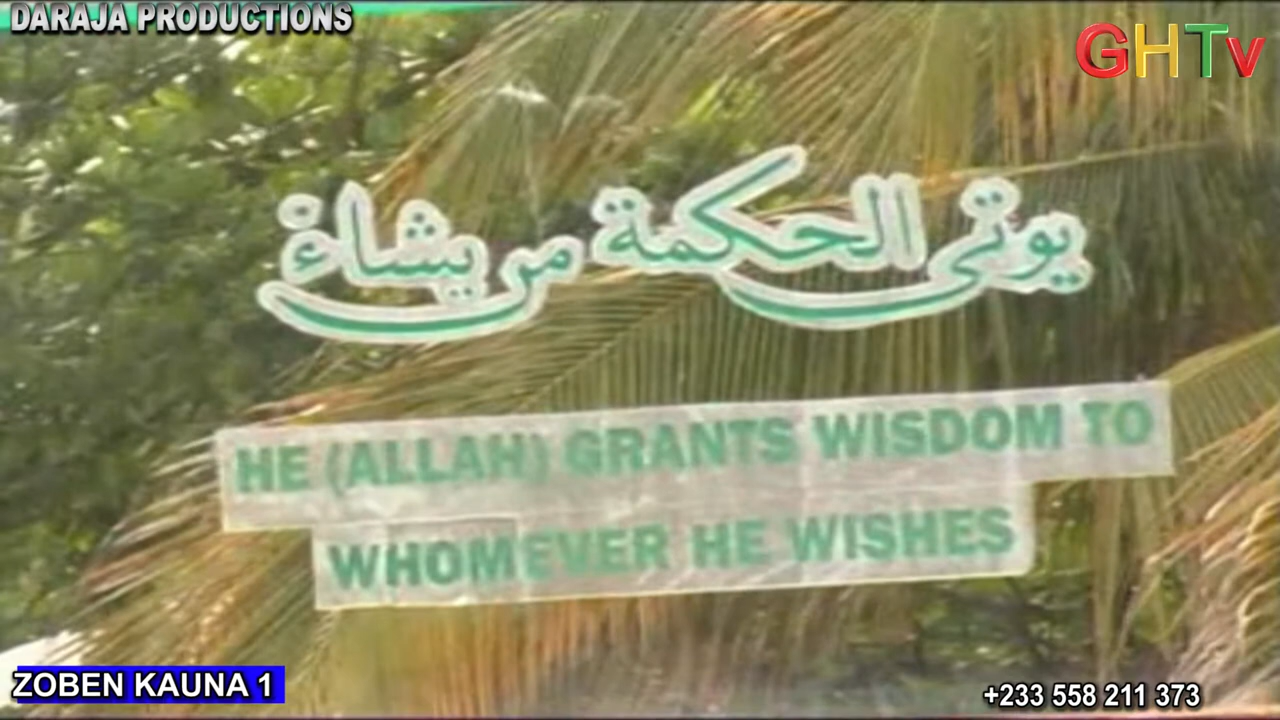 DARAJA PRODUCTIONS
GHTv
يوتى الحكمة من يشاء
HE (ALLAH) GRANTS WISDOM TO
WHOMEVER HE WISHES
ZOBEN KAUNA 1
+233 558 211 373